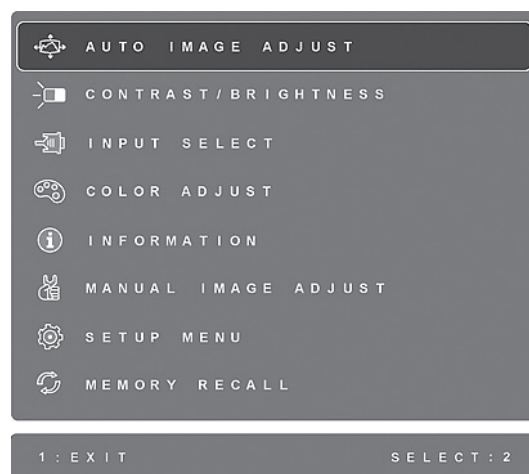 AUTO IMAGE ADJUST
CONTRAST/BRIGHTNESS
INPUT SELECT
COLOR ADJUST
INFORMATION
MANUAL IMAGE ADJUST
SETUP MENU
MEMORY RECALL
1:EXIT SELECT:2